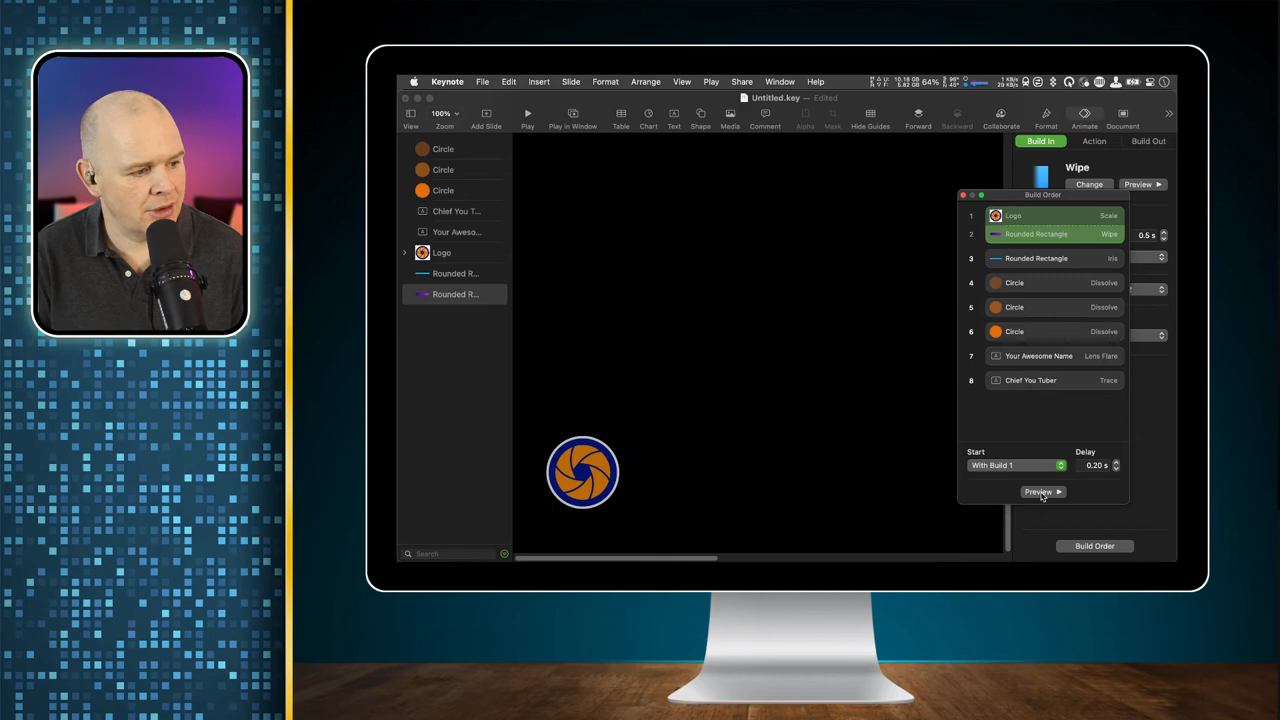 Keynote File Edit Insert Slide Format Arrange View Play Share Window Help 64%
Untitled.key — Edited
100%
View Zoom Add Slide Play Play in Window Table Chart Text Shape Media Comment Alpha Mask Hide Guides Forward Backward Collaborate Format Animate Document
Build In Action Build Out
Wipe
Change Preview
Circle
Circle
Circle
Chief You T...
Your Aweso...
Logo
Rounded R...
Rounded R...
Search
0.5 s
Build Order
1 Logo Scale
2 Rounded Rectangle Wipe
3 Rounded Rectangle Iris
4 Circle Dissolve
5 Circle Dissolve
6 Circle Dissolve
7 Your Awesome Name Lens Flare
8 Chief You Tuber Trace
Start Delay
With Build 1 0.20 s
Preview
Build Order